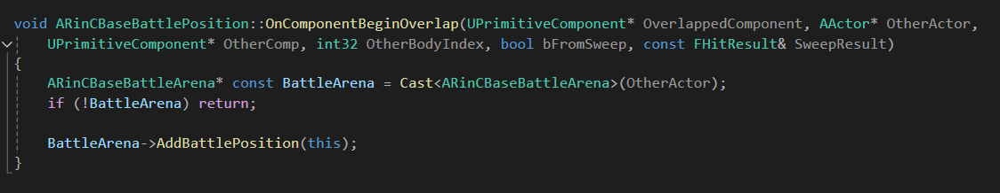 void ARinCBaseBattlePosition::OnComponentBeginOverlap(UPrimitiveComponent* OverlappedComponent, AActor* OtherActor,
UPrimitiveComponent* OtherComp, int32 OtherBodyIndex, bool bFromSweep, const FHitResult& SweepResult)
{
ARinCBaseBattleArena* const BattleArena = Cast<ARinCBaseBattleArena>(OtherActor);
if (!BattleArena) return;
BattleArena->AddBattlePosition(this);
}